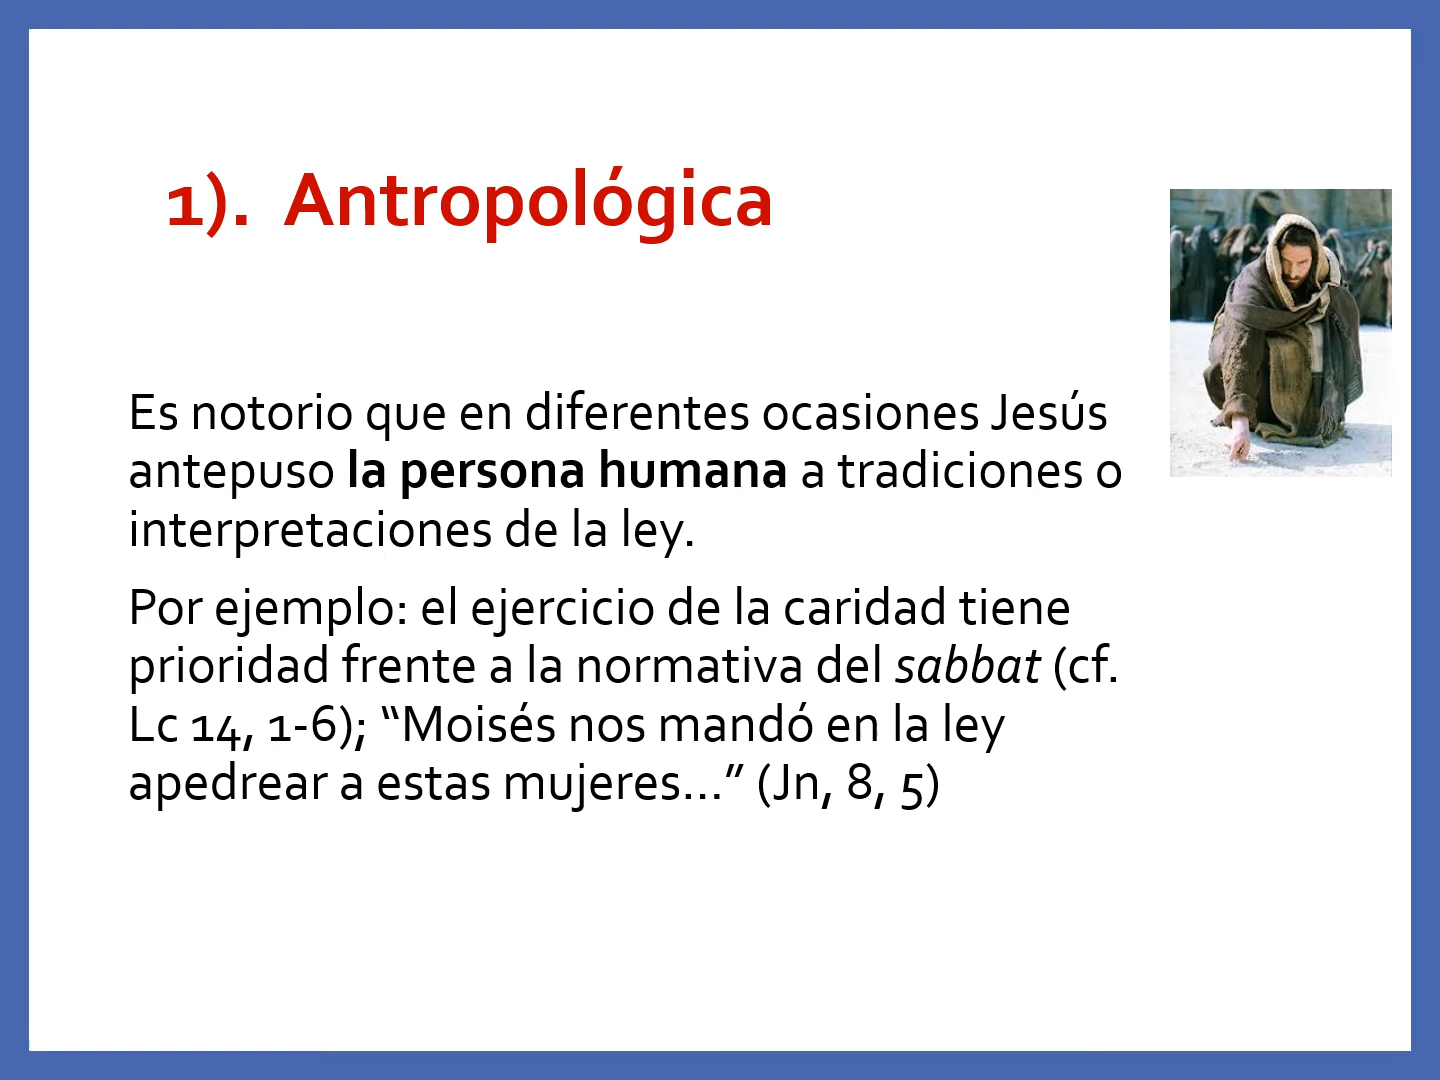 1). Antropológica
Es notorio que en diferentes ocasiones Jesús
antepuso la persona humana a tradiciones o
interpretaciones de la ley.
Por ejemplo: el ejercicio de la caridad tiene
prioridad frente a la normativa del sabbat (cf.
Lc 14, 1-6); “Moisés nos mandó en la ley
apedrear a estas mujeres…” (Jn, 8, 5)